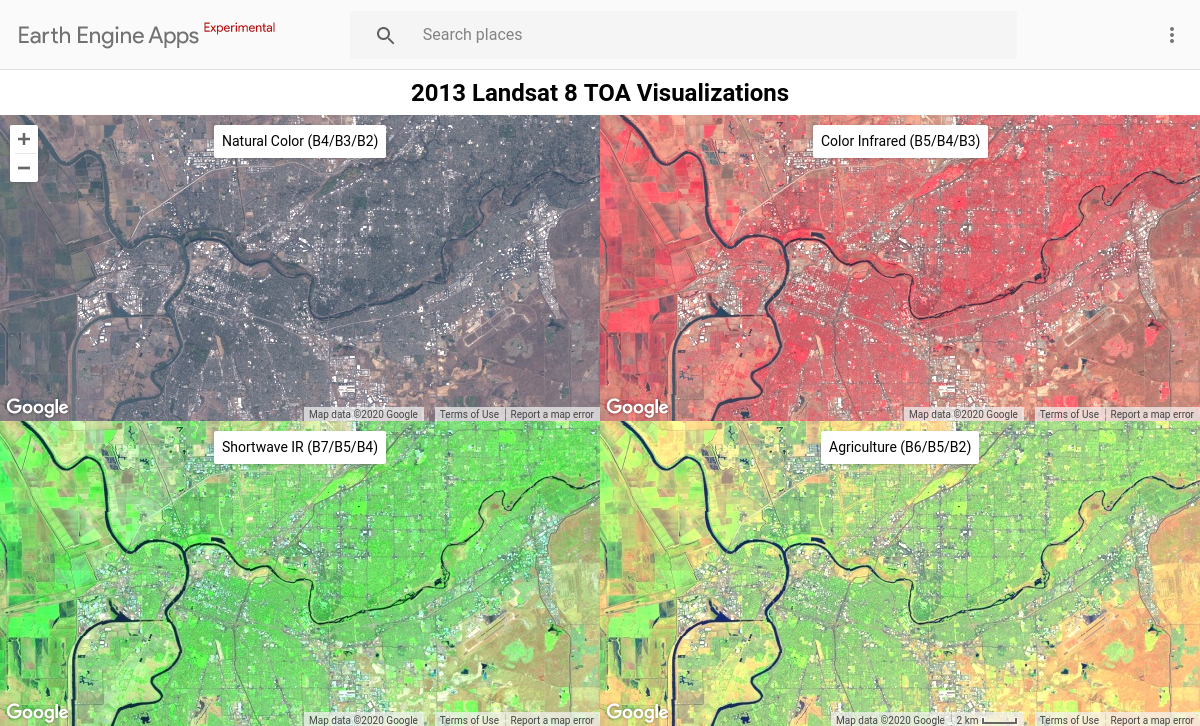 Earth Engine Apps Experimental
Search places
2013 Landsat 8 TOA Visualizations
+
−
Natural Color (B4/B3/B2)
Color Infrared (B5/B4/B3)
Google
Map data ©2020 Google
Terms of Use
Report a map error
Google
Map data ©2020 Google
Terms of Use
Report a map error
Shortwave IR (B7/B5/B4)
Agriculture (B6/B5/B2)
Google
Map data ©2020 Google
Terms of Use
Report a map error
Google
Map data ©2020 Google
2 km
Terms of Use
Report a map error